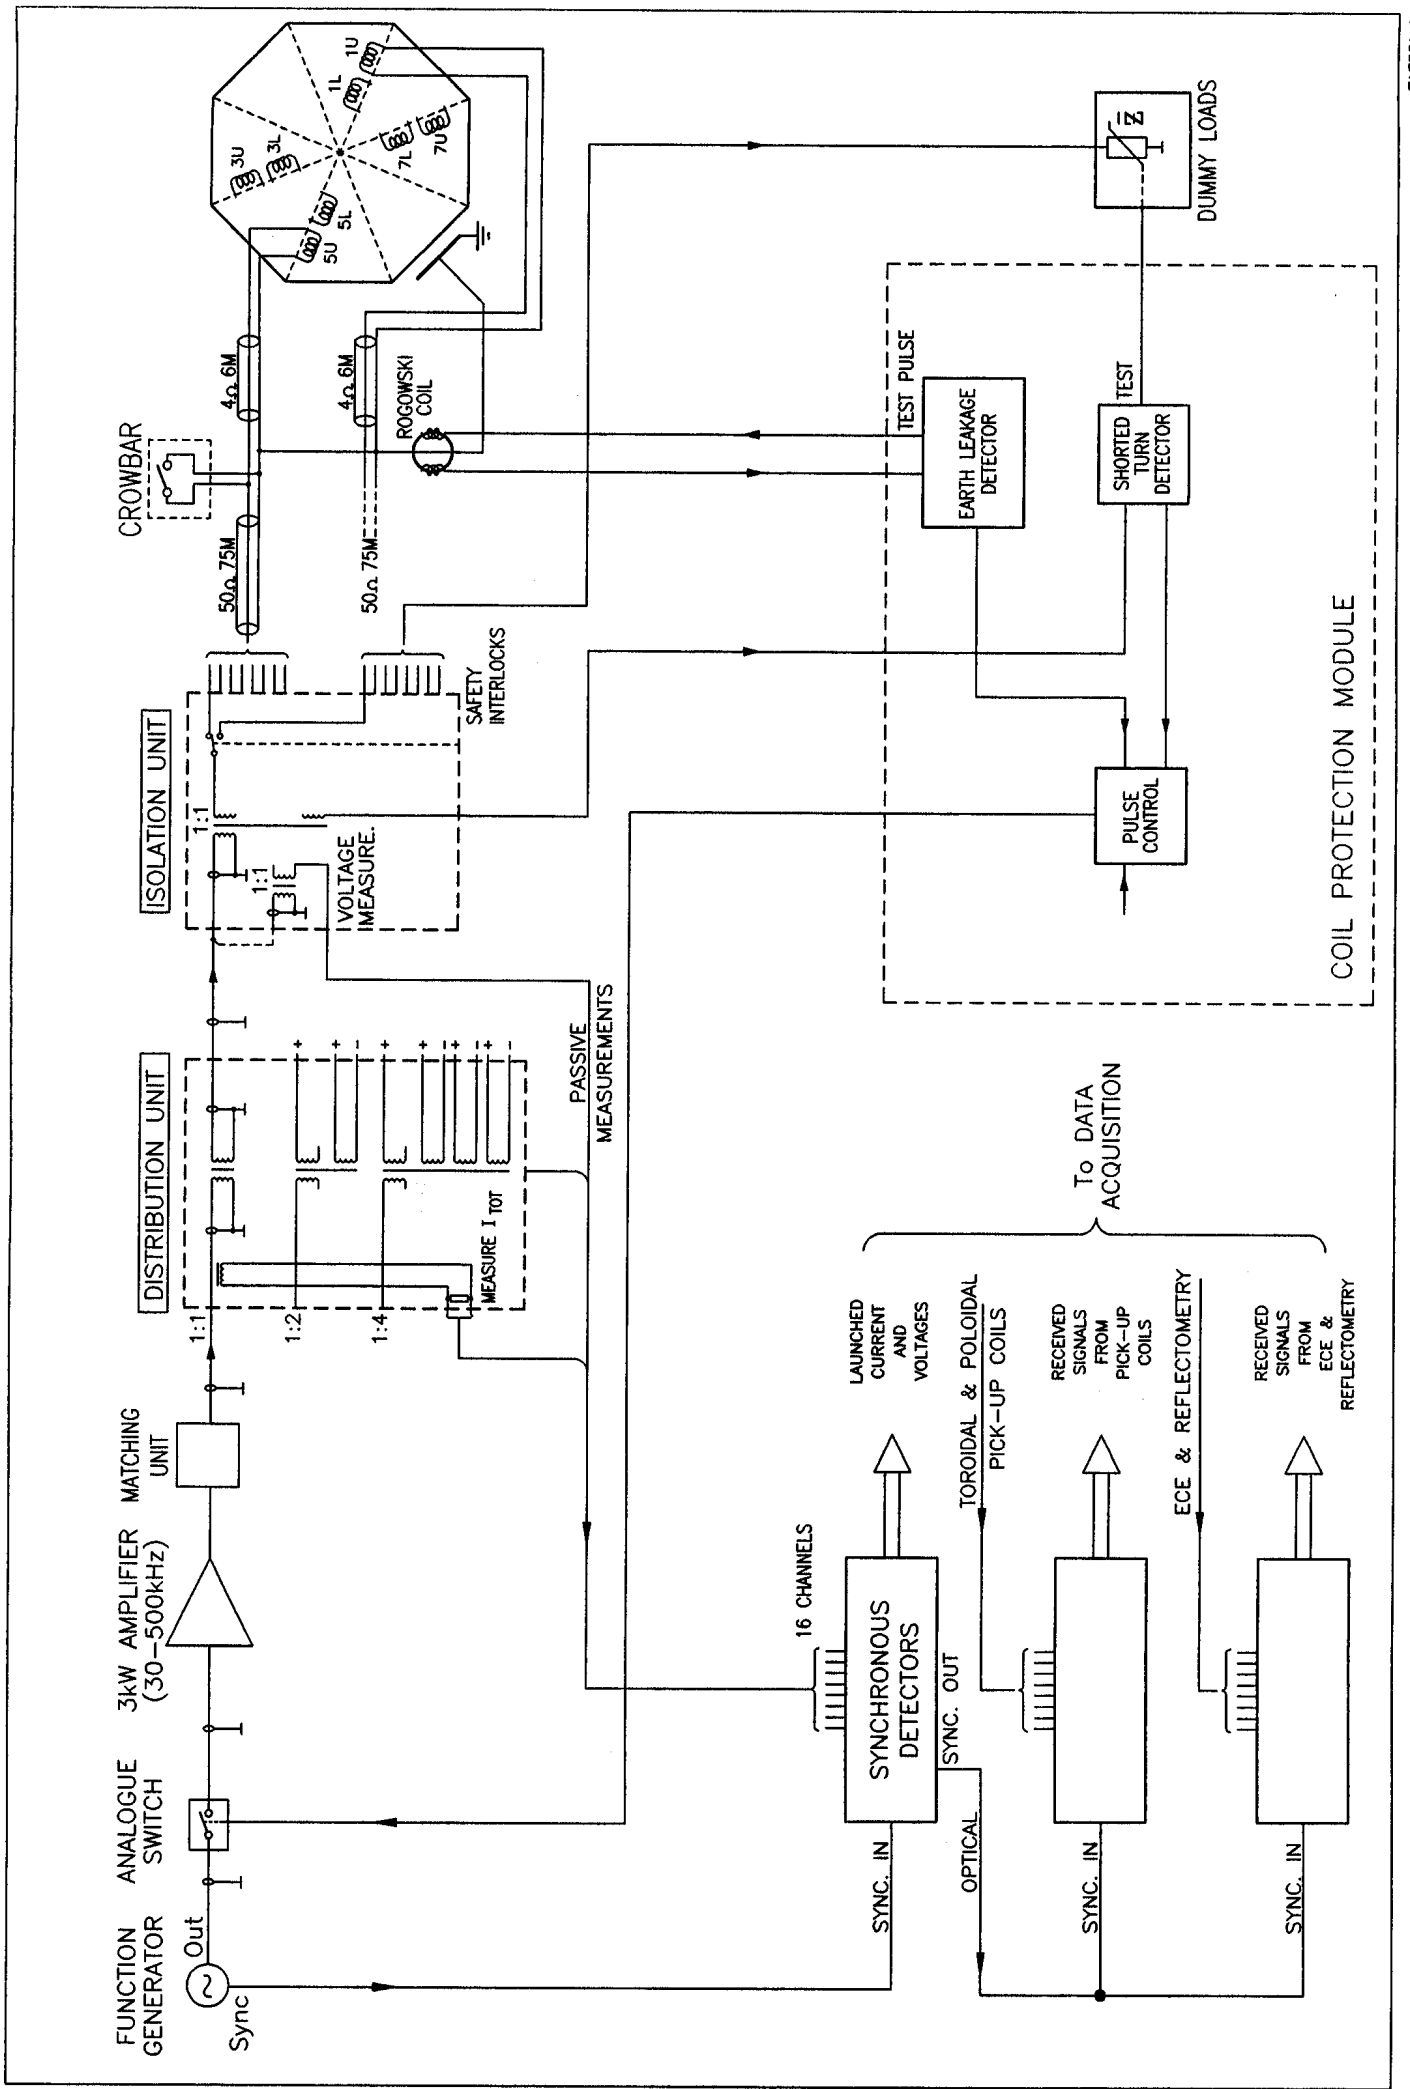 FUNCTION
GENERATOR
Out
Sync
ANALOGUE
SWITCH
3kW AMPLIFIER
(30–500kHz)
MATCHING
UNIT
DISTRIBUTION UNIT
1:1
1:2
1:4
MEASURE I TOT
+
+
-
+
+
-
+
-
+
-
PASSIVE
MEASUREMENTS
ISOLATION UNIT
1:1
1:1
VOLTAGE
MEASURE.
SAFETY
INTERLOCKS
CROWBAR
50Ω 75M
4Ω 6M
50Ω 75M
4Ω 6M
ROGOWSKI
COIL
1U
1L
3U
3L
5L
5U
7L
7U
TEST PULSE
EARTH LEAKAGE
DETECTOR
SHORTED
TURN
DETECTOR
TEST
Z
DUMMY LOADS
PULSE
CONTROL
COIL PROTECTION MODULE
16 CHANNELS
SYNCHRONOUS
DETECTORS
SYNC. IN
SYNC. OUT
OPTICAL
LAUNCHED
CURRENT
AND
VOLTAGES
TOROIDAL & POLOIDAL
PICK–UP COILS
SYNC. IN
RECEIVED
SIGNALS
FROM
PICK–UP
COILS
ECE & REFLECTOMETRY
SYNC. IN
RECEIVED
SIGNALS
FROM
ECE &
REFLECTOMETRY
To DATA
ACQUISITION